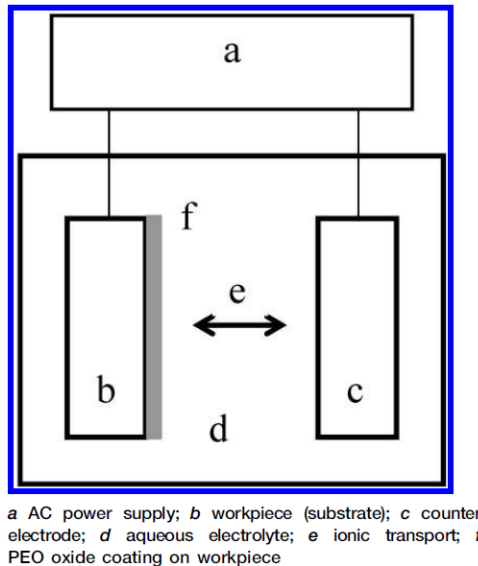 a
f
e
b
c
d
a AC power supply; b workpiece (substrate); c counter
electrode; d aqueous electrolyte; e ionic transport;
PEO oxide coating on workpiece